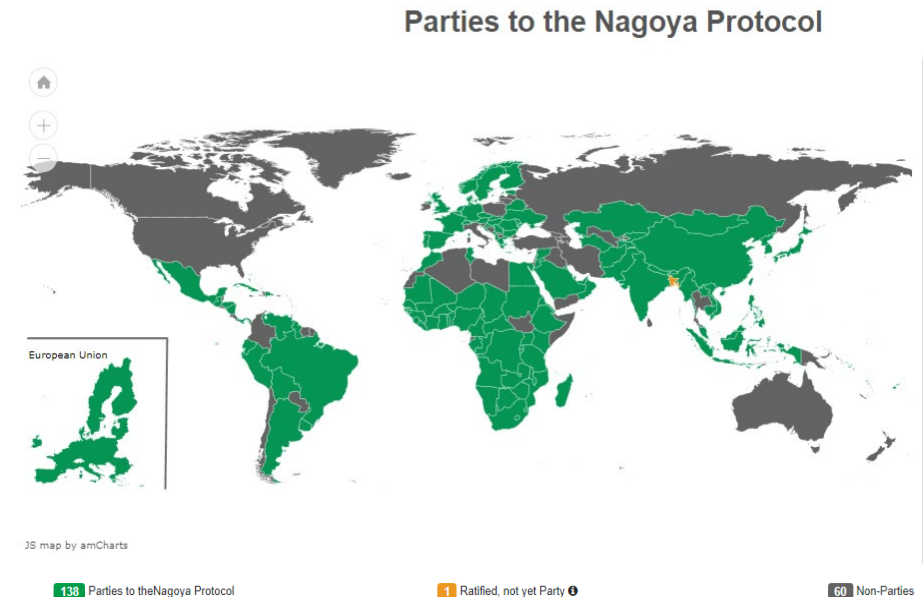 Parties to the Nagoya Protocol
European Union
JS map by amCharts
138 Parties to theNagoya Protocol
1 Ratified, not yet Party
60 Non-Parties